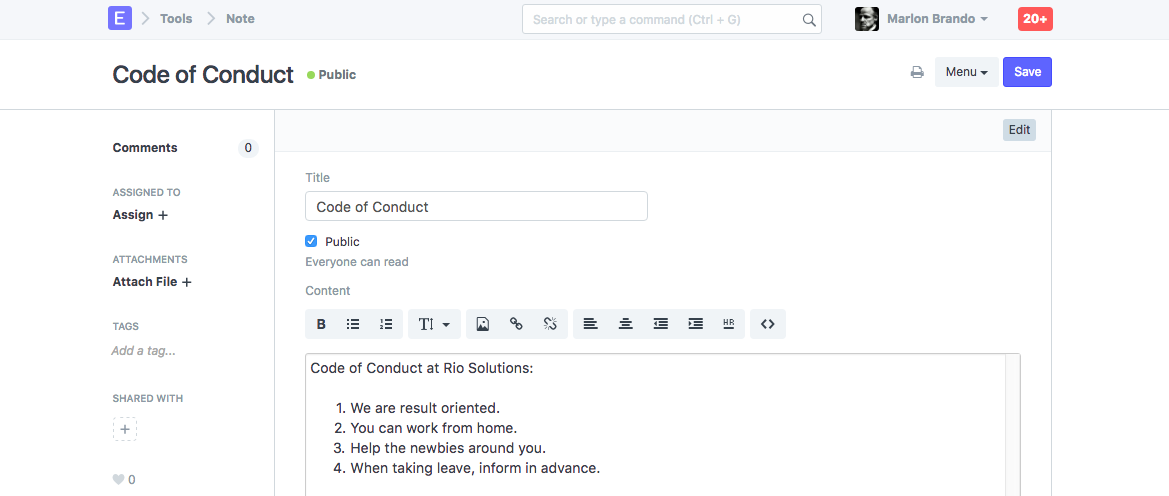 E Tools Note Search or type a command (Ctrl + G) Marlon Brando 20+
Code of Conduct Public Menu Save
Edit
Comments 0
ASSIGNED TO
Assign +
ATTACHMENTS
Attach File +
TAGS
Add a tag...
SHARED WITH
+
0
Title
Code of Conduct
Public
Everyone can read
Content
B TI HR <>
Code of Conduct at Rio Solutions:
1. We are result oriented.
2. You can work from home.
3. Help the newbies around you.
4. When taking leave, inform in advance.